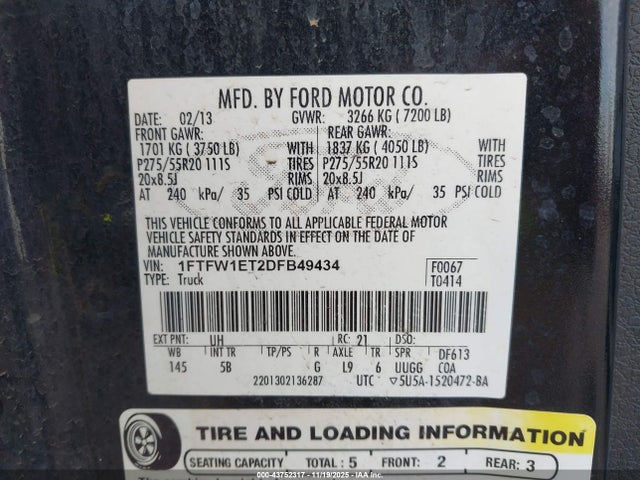 MFD. BY FORD MOTOR CO.
DATE: 02/13 GVWR: 3266 KG ( 7200 LB)
FRONT GAWR: REAR GAWR:
1701 KG ( 3750 LB) WITH 1837 KG ( 4050 LB) WITH
P275/55R20 111S TIRES P275/55R20 111S TIRES
20x8.5J RIMS 20x8.5J RIMS
AT 240 kPa/ 35 PSI COLD AT 240 kPa/ 35 PSI COLD
THIS VEHICLE CONFORMS TO ALL APPLICABLE FEDERAL MOTOR
VEHICLE SAFETY STANDARDS IN EFFECT ON THE DATE OF
MANUFACTURE SHOWN ABOVE.
VIN: 1FTFW1ET2DFB49434 F0067
TYPE: Truck T0414
EXT PNT: UH RC: 21 DSO:
WB INT TR TP/PS R AXLE TR SPR DF613
145 5B G L9 6 UUGG COA
2201302136287 UTC ▽5U5A-1520472-BA
TIRE AND LOADING INFORMATION
SEATING CAPACITY TOTAL : 5 FRONT: 2 REAR: 3
© 000-43752317 - 11/19/2025 - IAAI.COM